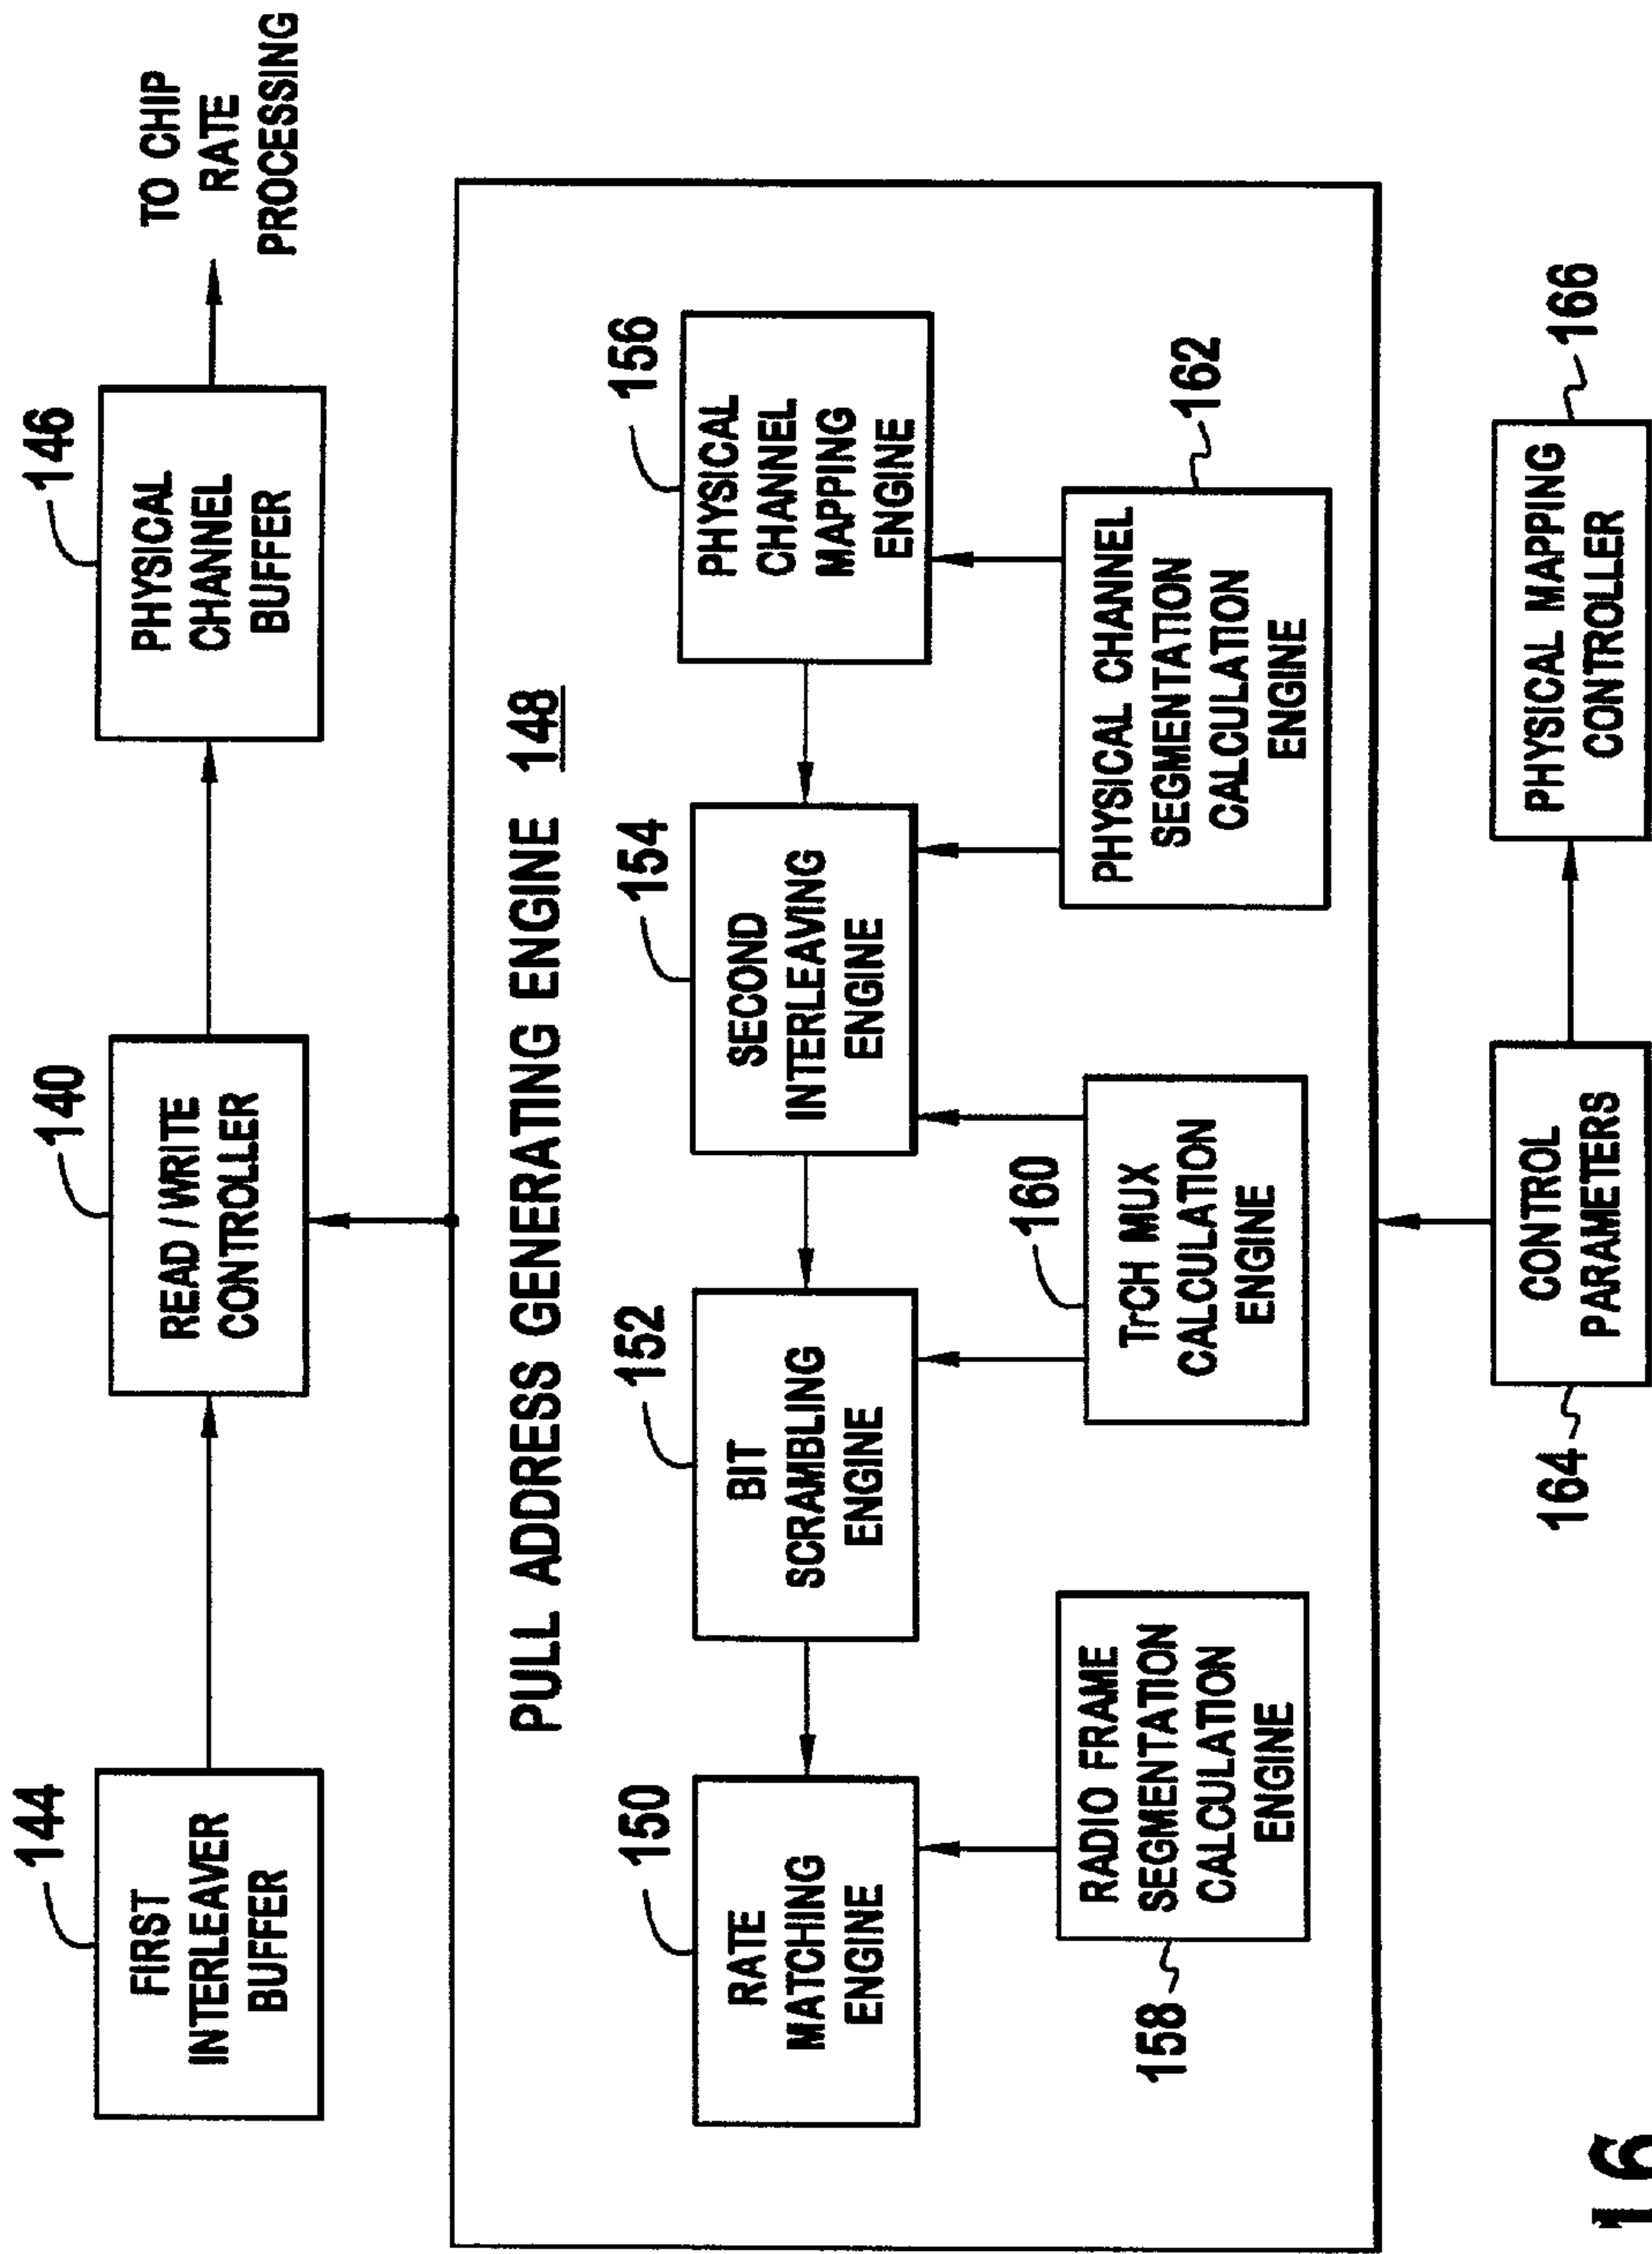 144
FIRST
INTERLEAVER
BUFFER
140
READ/WRITE
CONTROLLER
146
PHYSICAL
CHANNEL
BUFFER
TO CHIP
RATE
PROCESSING
PULL ADDRESS GENERATING ENGINE 148
150
RATE
MATCHING
ENGINE
152
BIT
SCRAMBLING
ENGINE
154
SECOND
INTERLEAVING
ENGINE
156
PHYSICAL
CHANNEL
MAPPING
ENGINE
158
RADIO FRAME
SEGMENTATION
CALCULATION
ENGINE
160
TrCH MUX
CALCULATION
ENGINE
162
PHYSICAL CHANNEL
SEGMENTATION
CALCULATION
ENGINE
164
CONTROL
PARAMETERS
166
PHYSICAL MAPPING
CONTROLLER
16